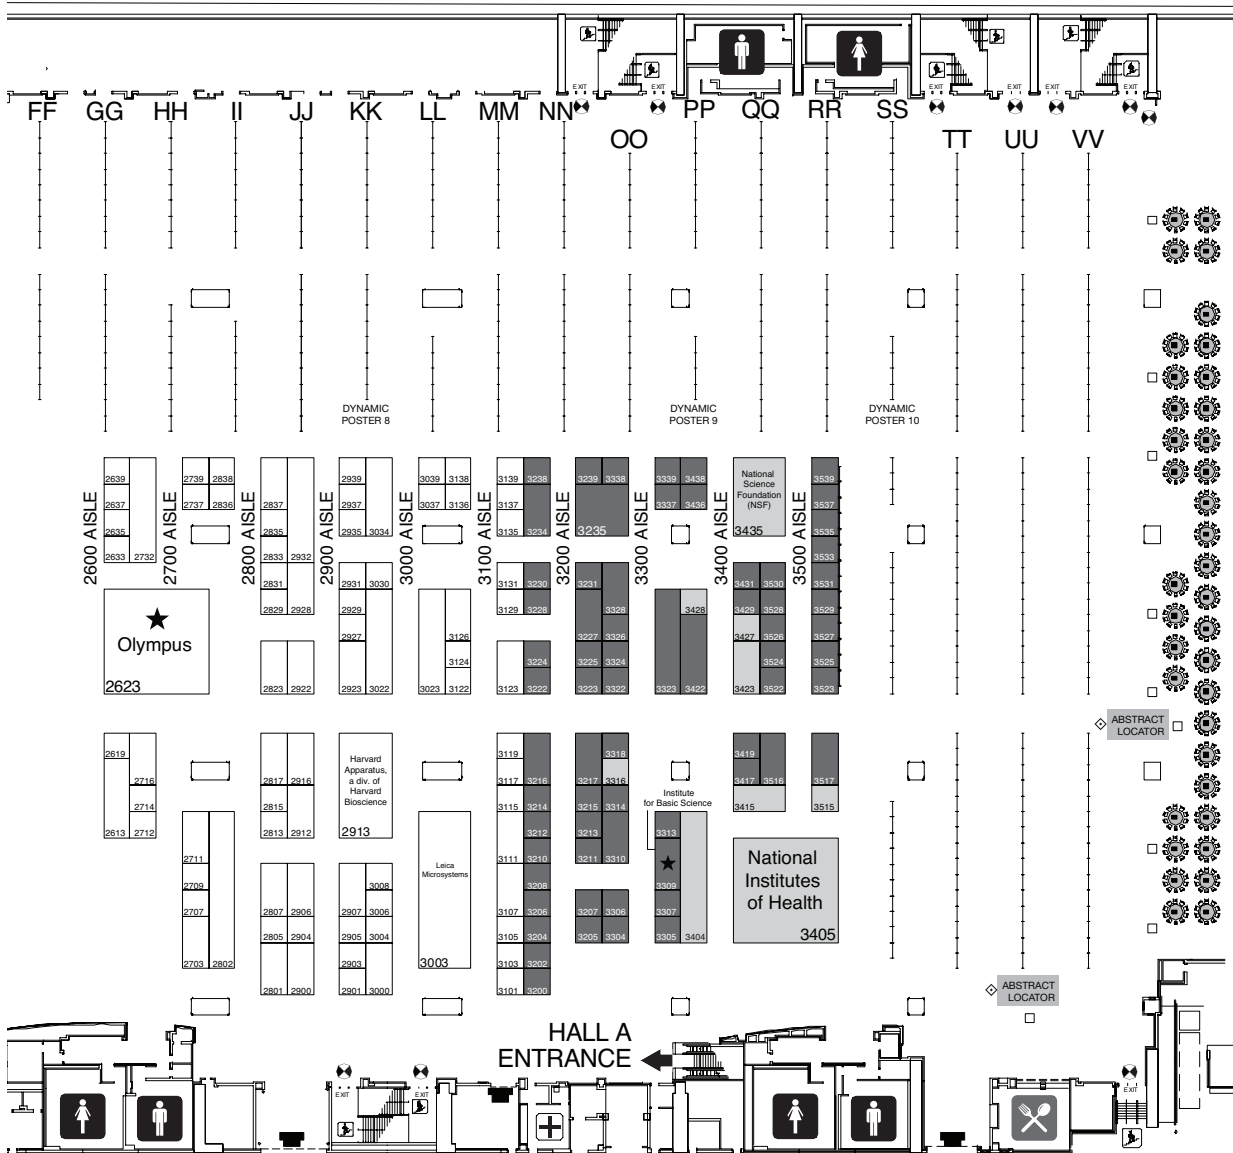 EXIT EXIT EXIT EXIT EXIT EXIT
FF GG HH II JJ KK LL MM NN PP QQ RR SS
OO TT UU VV
DYNAMIC
POSTER 8
DYNAMIC
POSTER 9
DYNAMIC
POSTER 10
2600 AISLE
2700 AISLE
2800 AISLE
2900 AISLE
3000 AISLE
3100 AISLE
3200 AISLE
3300 AISLE
3400 AISLE
3500 AISLE
2639 2739 2838 2939 3039 3138 3139 3238 3239 3338 3339 3438 3539
National
Science
Foundation
(NSF)
3435
2637 2737 2836 2837 2937 3037 3136 3137 3337 3436 3537
2635 2835 2935 3034 3135 3234 3235 3535
2633 2732 2833 2932 3533
2831 2931 3030 3131 3230 3231 3431 3530 3531
2829 2928 2929 3129 3228 3328 3428 3429 3528 3529
Olympus
2623
2927 3126 3227 3326 3427 3526 3527
3124 3224 3225 3324 3524 3525
2823 2922 2923 3022 3023 3122 3123 3222 3223 3322 3323 3422 3423 3522 3523
ABSTRACT
LOCATOR
2619 3119 3318 3419
2716 2817 2916 3117 3216 3217 3316 3417 3516 3517
Harvard
Apparatus,
a div. of
Harvard
Bioscience
2913
Institute
for Basic Science
2714 2815 3115 3214 3215 3314 3415 3515
2613 2712 2813 2912 3212 3213 3313
2711 3111 3210 3211 3310
Leica
Microsystems
3003
National
Institutes
of Health
3405
2709 3008 3208 3309
2707 2807 2906 2907 3006 3107 3206 3207 3306 3307
2805 2904 2905 3004 3105 3204 3205 3304 3305 3404
2703 2802 2903 3103 3202
2801 2900 2901 3000 3101 3200
ABSTRACT
LOCATOR
HALL A
ENTRANCE
EXIT EXIT EXIT